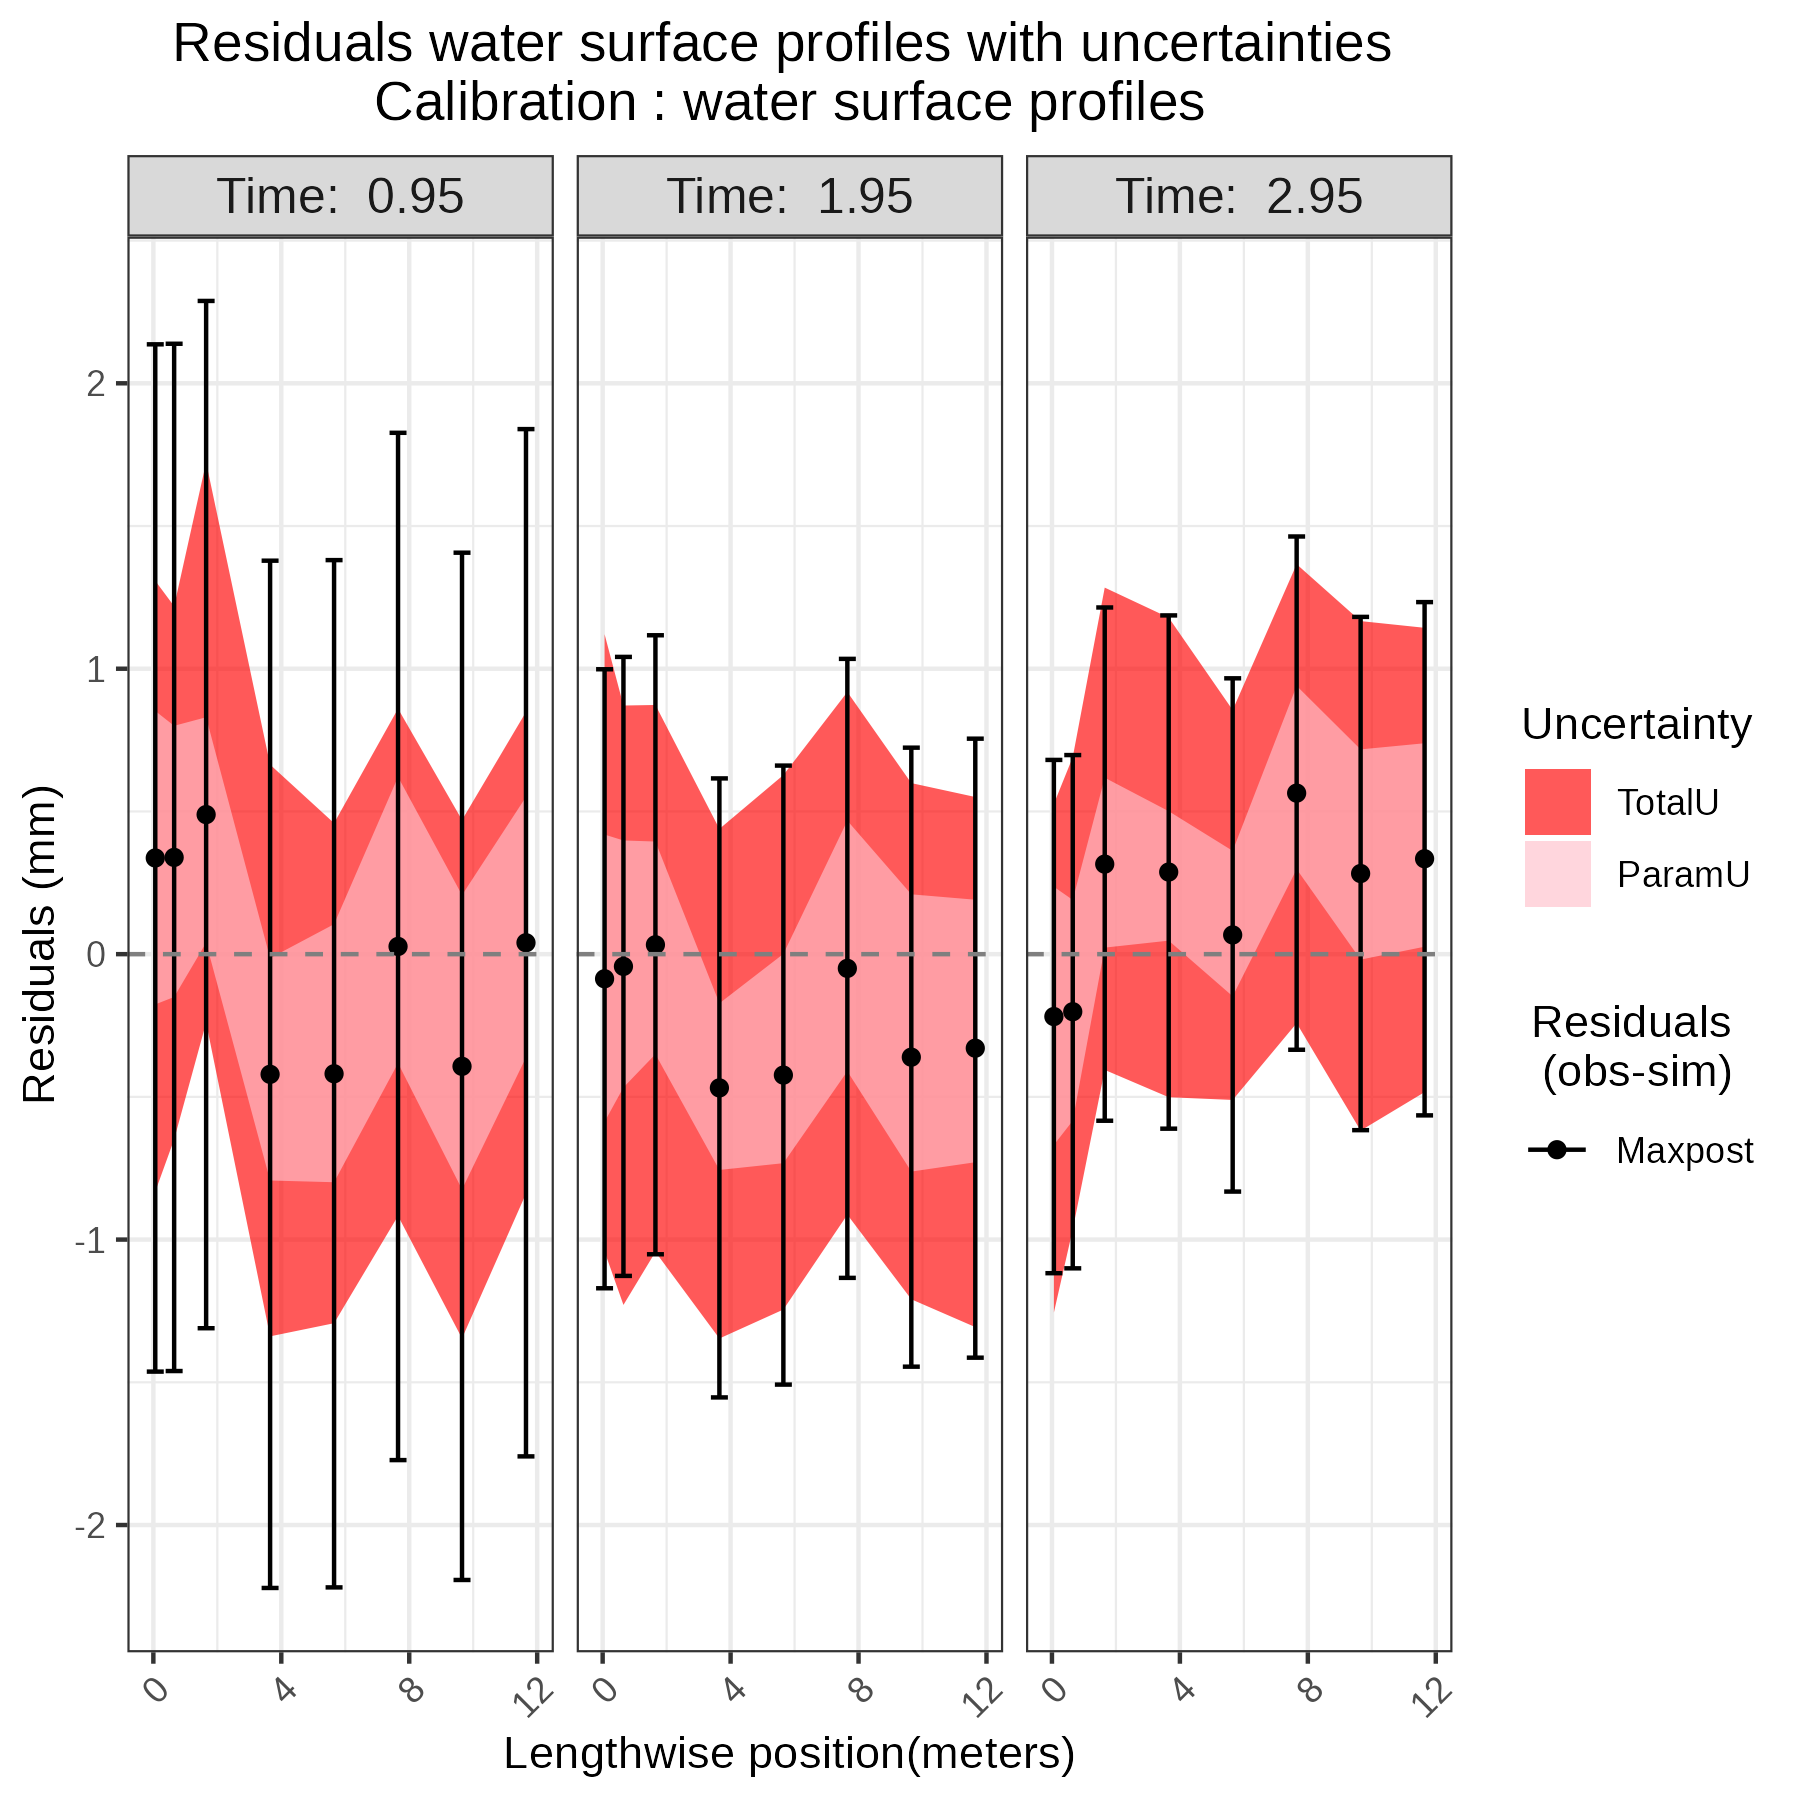 Residuals water surface profiles with uncertainties
Calibration : water surface profiles
Time:  0.95
Time:  1.95
Time:  2.95
Residuals (mm)
2
1
0
-1
-2
0
4
8
12
0
4
8
12
0
4
8
12
Lengthwise position(meters)
Uncertainty
TotalU
ParamU
Residuals
(obs-sim)
Maxpost